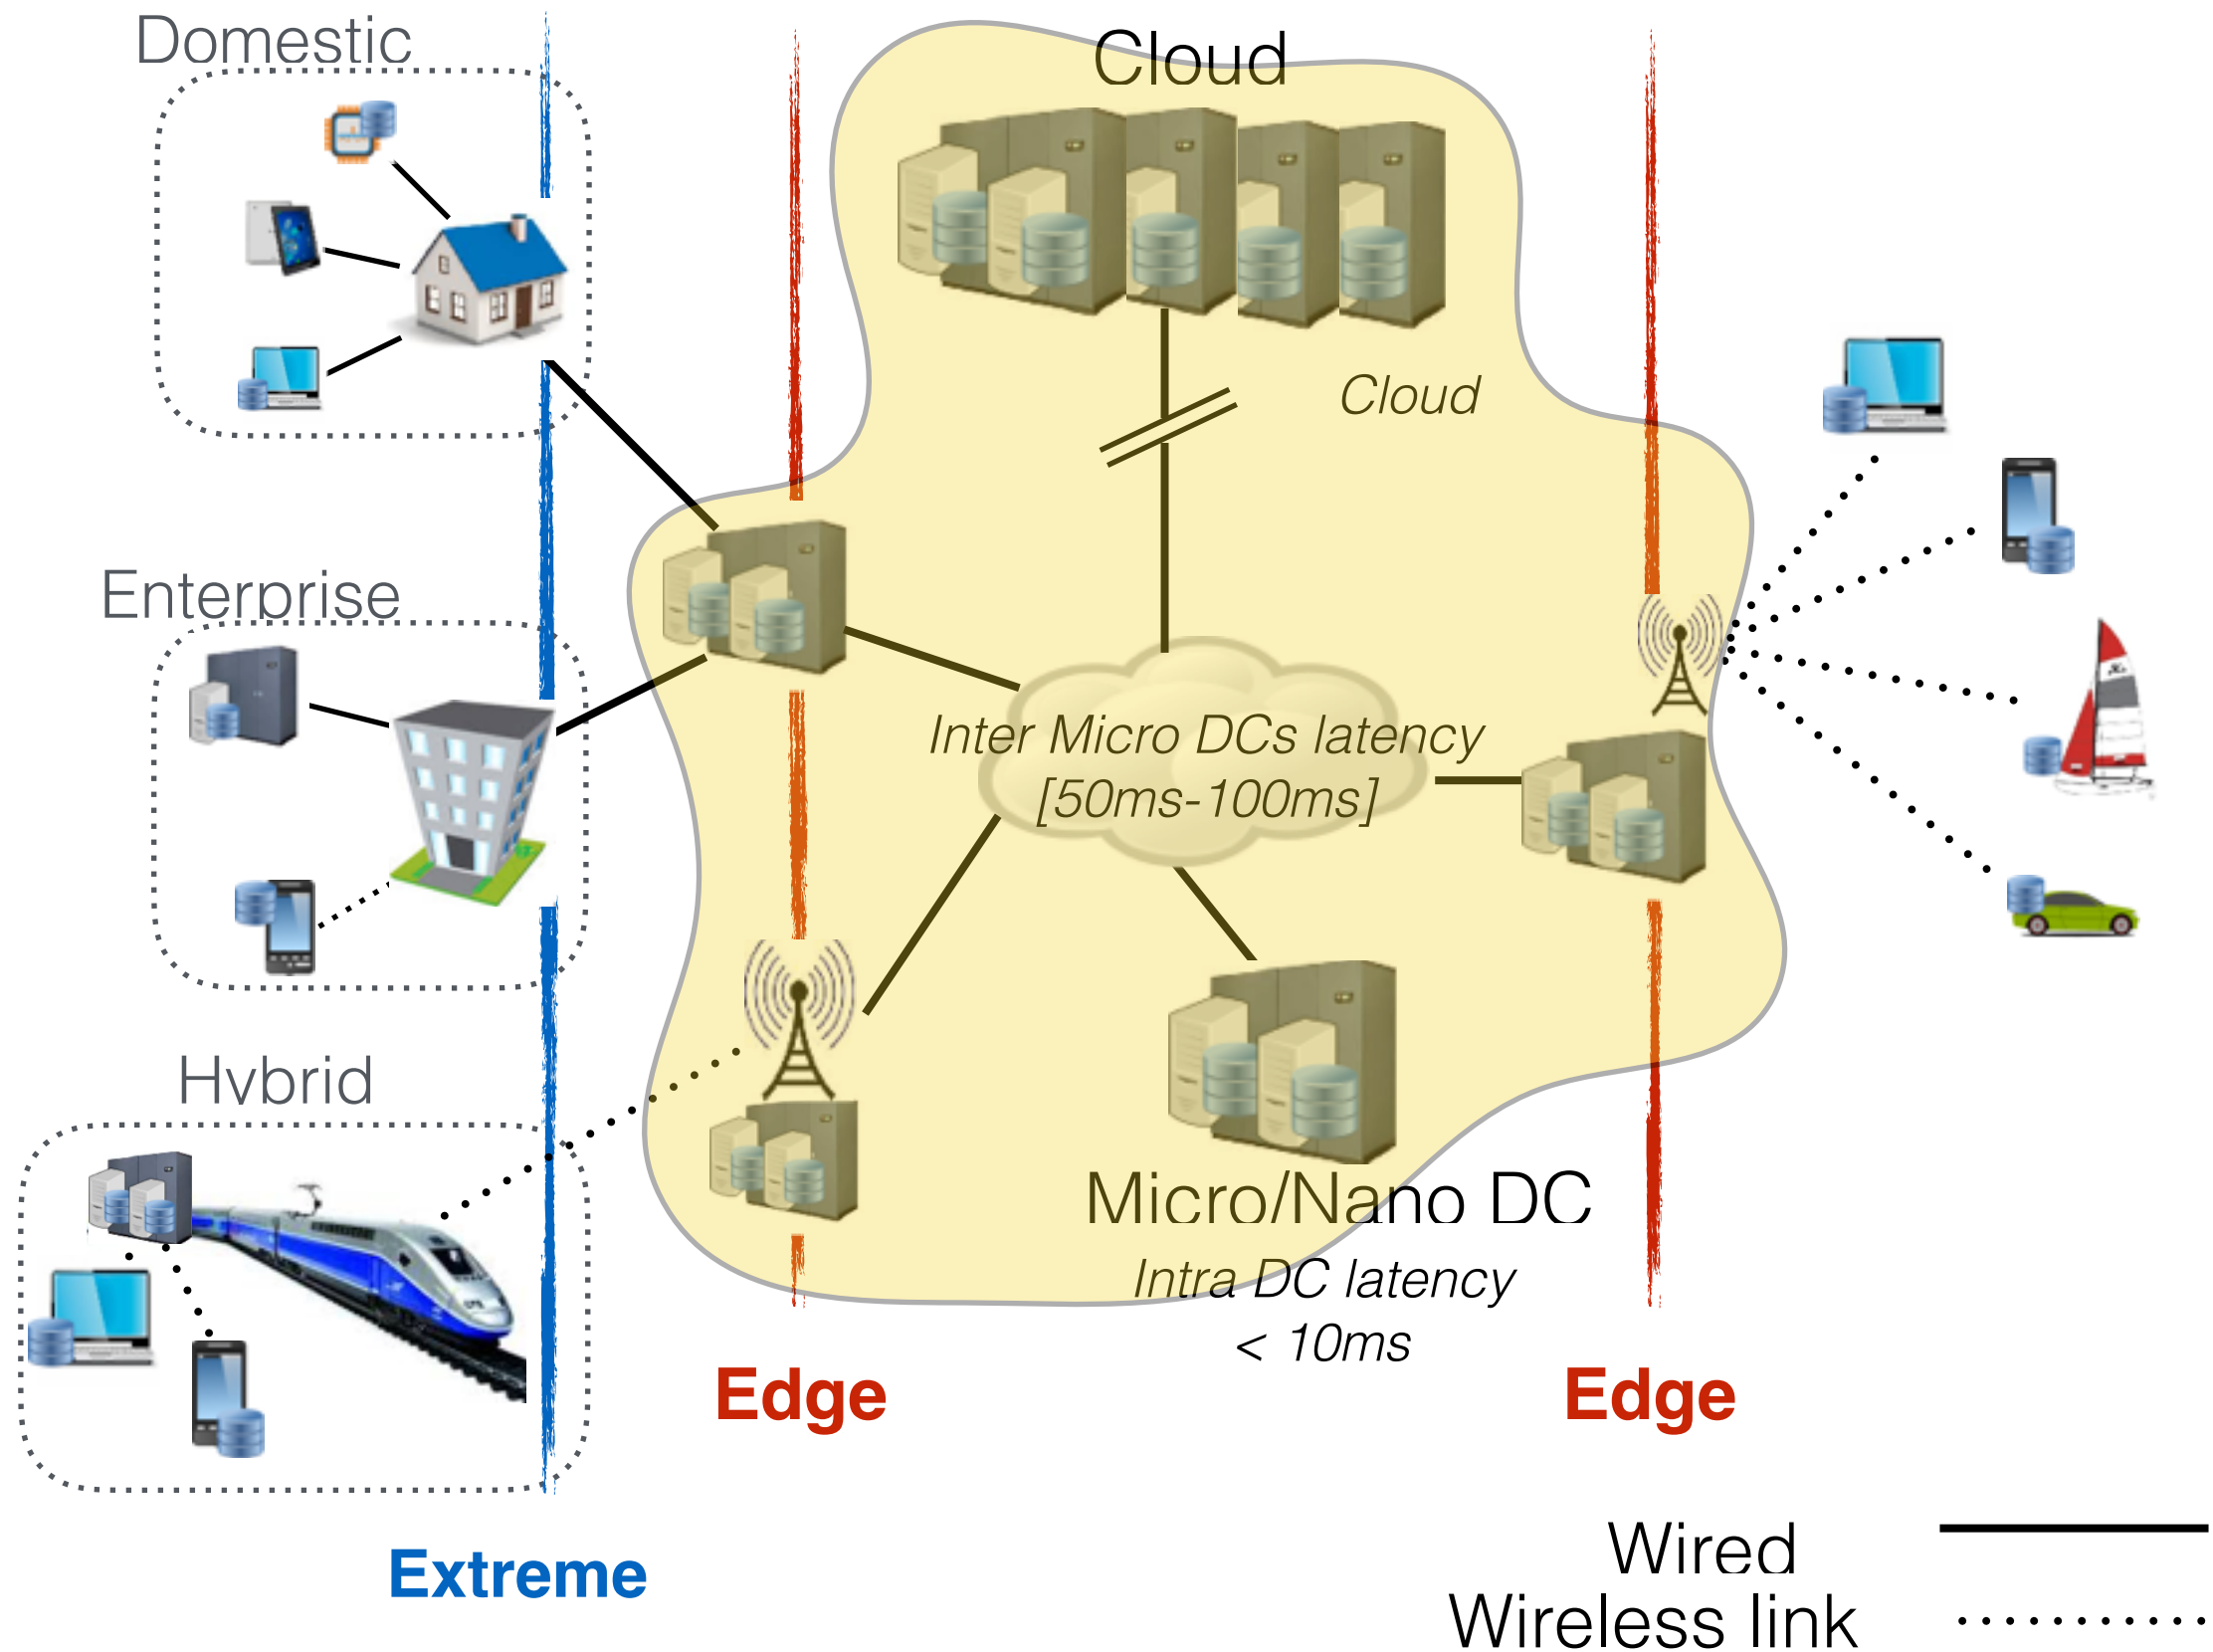 Domestic
Cloud
Cloud
Enterprise
Inter Micro DCs latency
[50ms-100ms]
Hybrid
Micro/Nano DC
Intra DC latency
< 10ms
Edge
Edge
Extreme
Wired
Wireless link